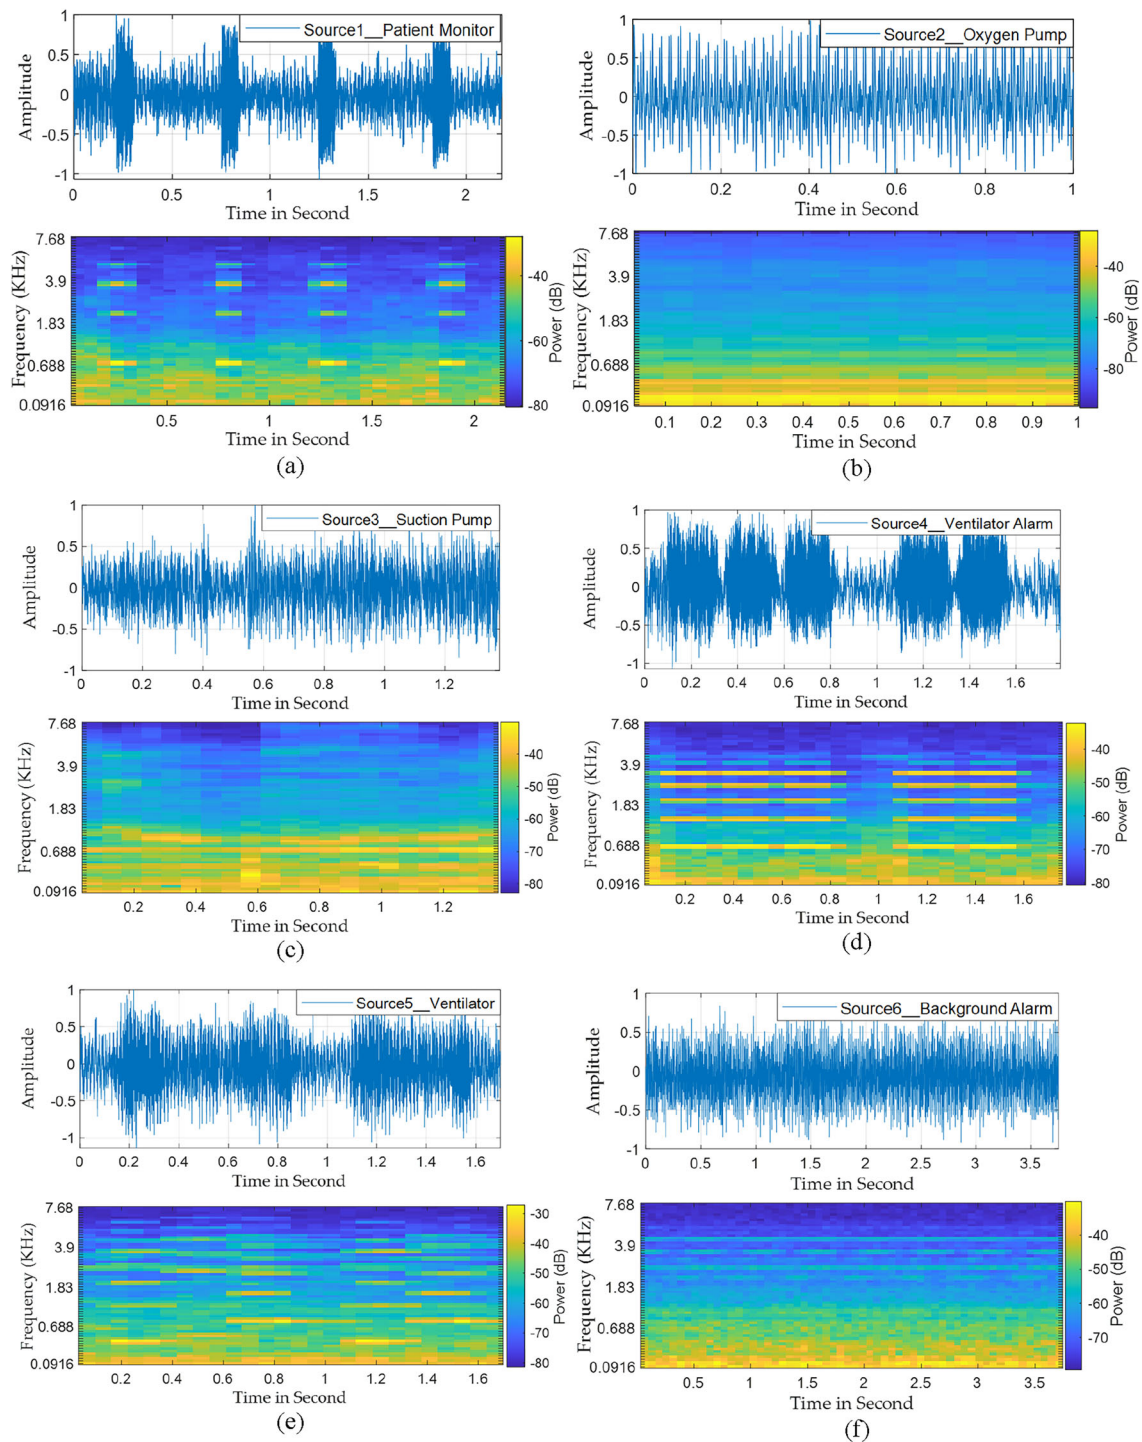 Source1__Patient Monitor
1
0.5
0
-0.5
-1
Amplitude
0 0.5 1 1.5 2
Time in Second
7.68
3.9
1.83
0.688
0.0916
Frequency (KHz)
0.5 1 1.5 2
Time in Second
-40
-60
-80
Power (dB)
(a)
Source2__Oxygen Pump
1
0.5
0
-0.5
-1
Amplitude
0 0.2 0.4 0.6 0.8 1
Time in Second
7.68
3.9
1.83
0.688
0.0916
Frequency (KHz)
0.1 0.2 0.3 0.4 0.5 0.6 0.7 0.8 0.9 1
Time in Second
-40
-60
-80
Power (dB)
(b)
Source3__Suction Pump
1
0.5
0
-0.5
-1
Amplitude
0 0.2 0.4 0.6 0.8 1 1.2
Time in Second
7.68
3.9
1.83
0.688
0.0916
Frequency (KHz)
0.2 0.4 0.6 0.8 1 1.2
Time in Second
-40
-50
-60
-70
-80
Power (dB)
(c)
Source4__Ventilator Alarm
1
0.5
0
-0.5
-1
Amplitude
0 0.2 0.4 0.6 0.8 1 1.2 1.4 1.6
Time in Second
7.68
3.9
1.83
0.688
0.0916
Frequency (KHz)
0.2 0.4 0.6 0.8 1 1.2 1.4 1.6
Time in Second
-40
-50
-60
-70
-80
Power (dB)
(d)
Source5__Ventilator
1
0.5
0
-0.5
-1
Amplitude
0 0.2 0.4 0.6 0.8 1 1.2 1.4 1.6
Time in Second
7.68
3.9
1.83
0.688
0.0916
Frequency (KHz)
0.2 0.4 0.6 0.8 1 1.2 1.4 1.6
Time in Second
-30
-40
-50
-60
-70
-80
Power (dB)
(e)
Source6__Background Alarm
1
0.5
0
-0.5
-1
Amplitude
0 0.5 1 1.5 2 2.5 3 3.5
Time in Second
7.68
3.9
1.83
0.688
0.0916
Frequency (KHz)
0.5 1 1.5 2 2.5 3 3.5
Time in Second
-40
-50
-60
-70
Power (dB)
(f)